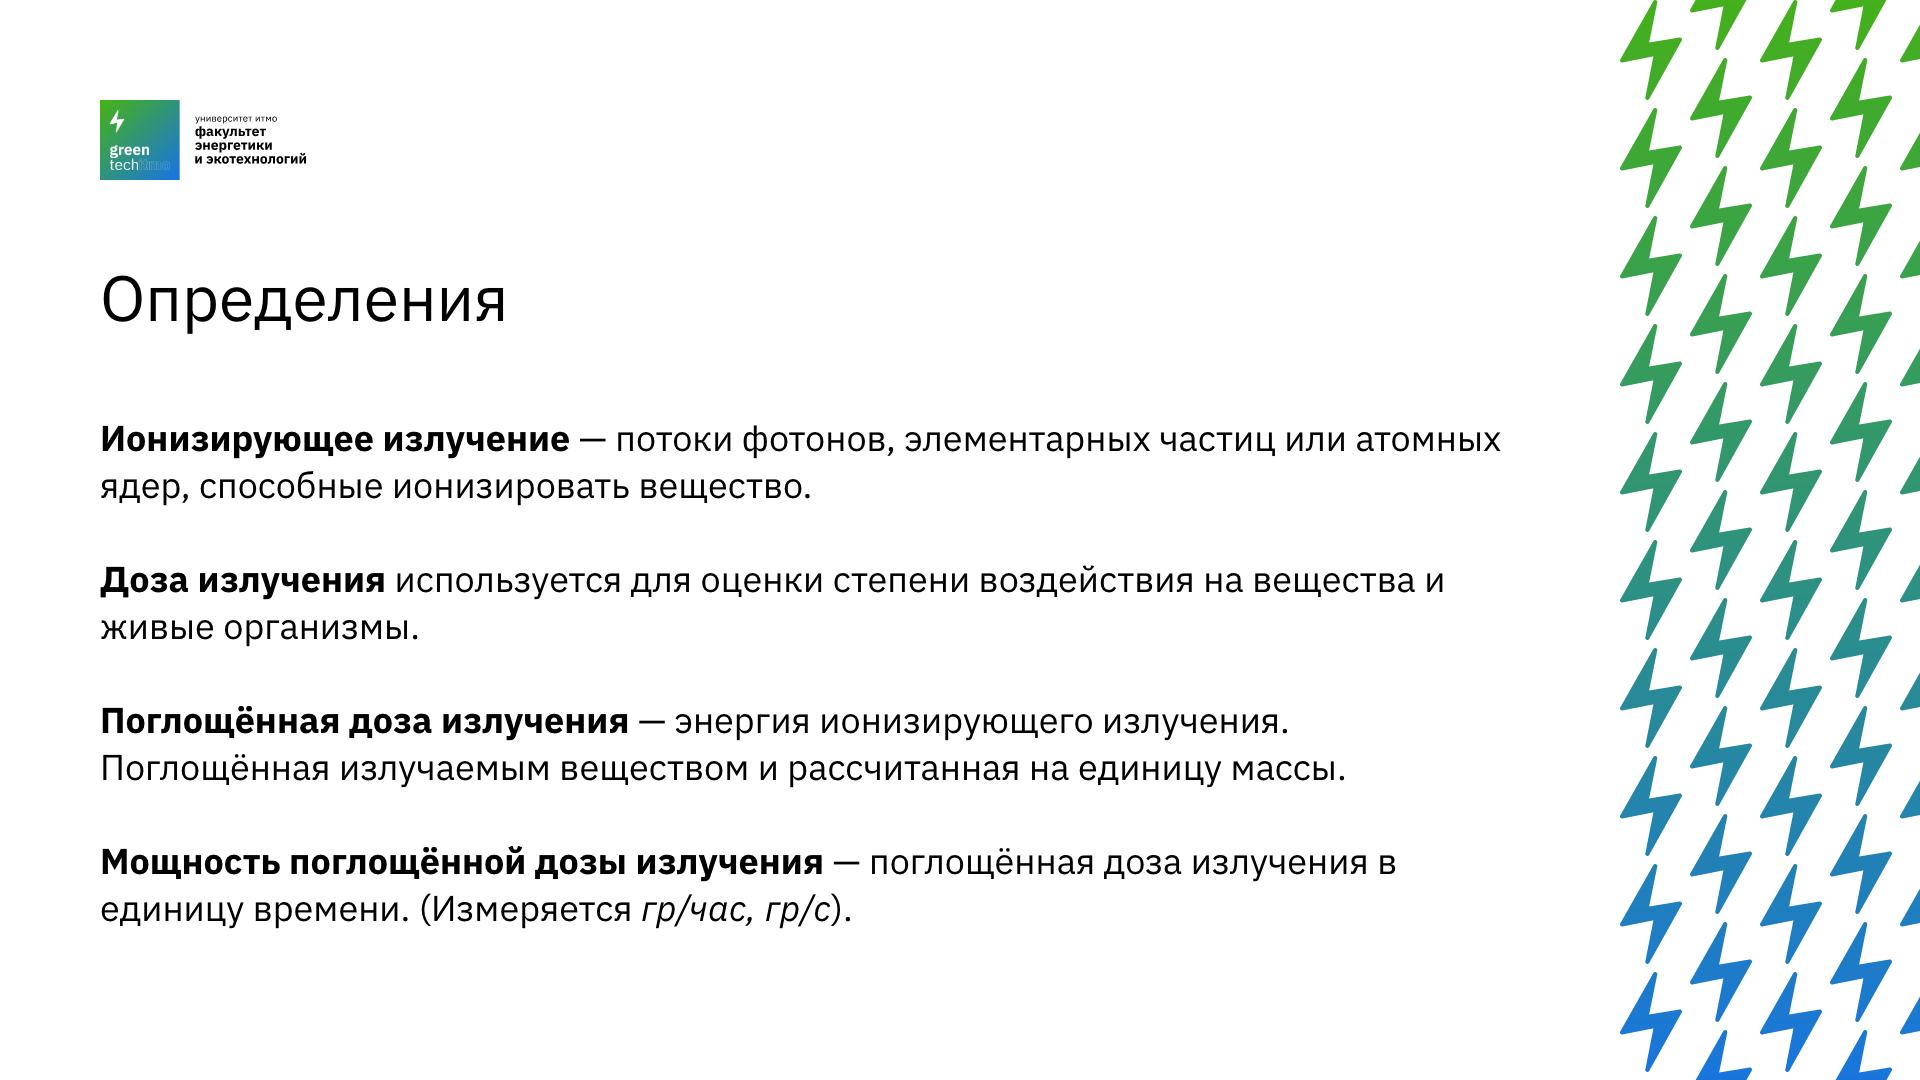 green
techitmo
университет итмо
факультет
энергетики
и экотехнологий
Определения
Ионизирующее излучение — потоки фотонов, элементарных частиц или атомных
ядер, способные ионизировать вещество.
Доза излучения используется для оценки степени воздействия на вещества и
живые организмы.
Поглощённая доза излучения — энергия ионизирующего излучения.
Поглощённая излучаемым веществом и рассчитанная на единицу массы.
Мощность поглощённой дозы излучения — поглощённая доза излучения в
единицу времени. (Измеряется гр/час, гр/с).